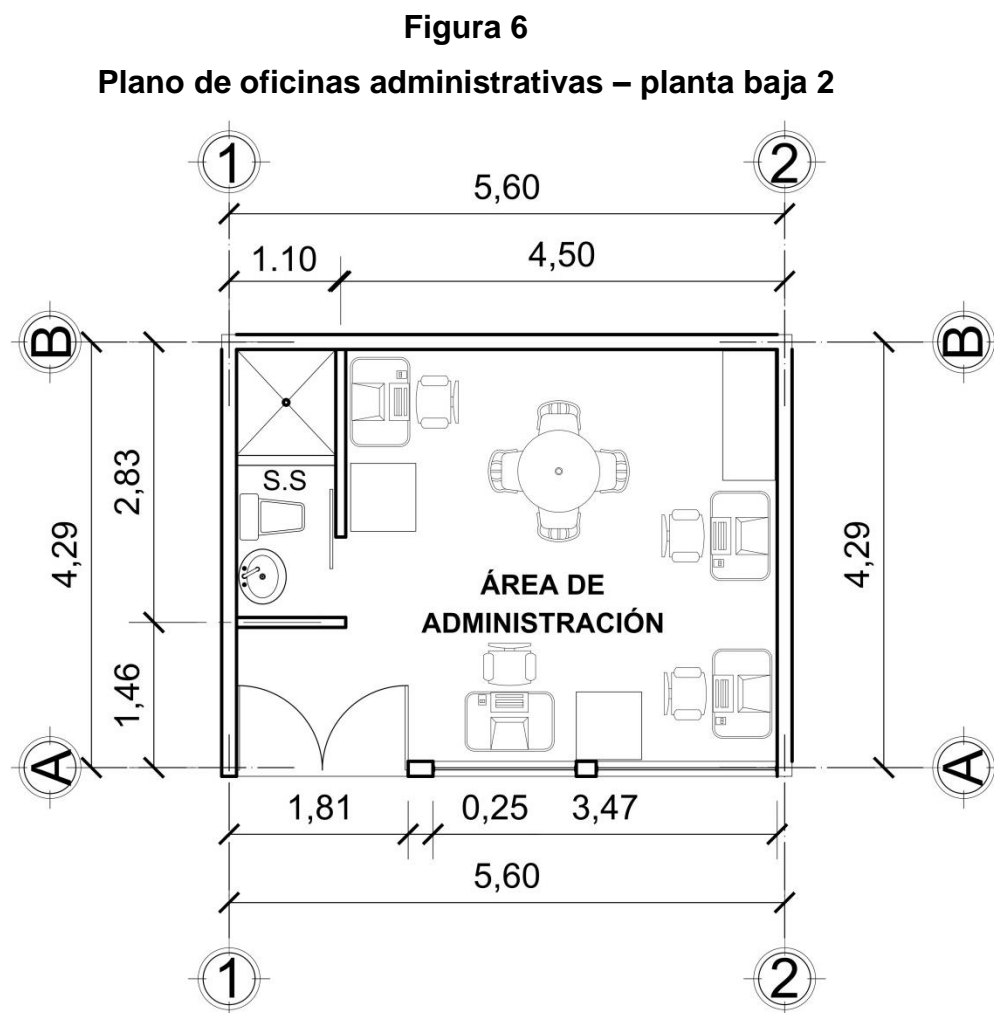 Figura 6
Plano de oficinas administrativas – planta baja 2
1
2
5,60
1.10
4,50
B
B
2,83
4,29
S.S
4,29
ÁREA DE
ADMINISTRACIÓN
1,46
A
A
1,81
0,25
3,47
5,60
1
2